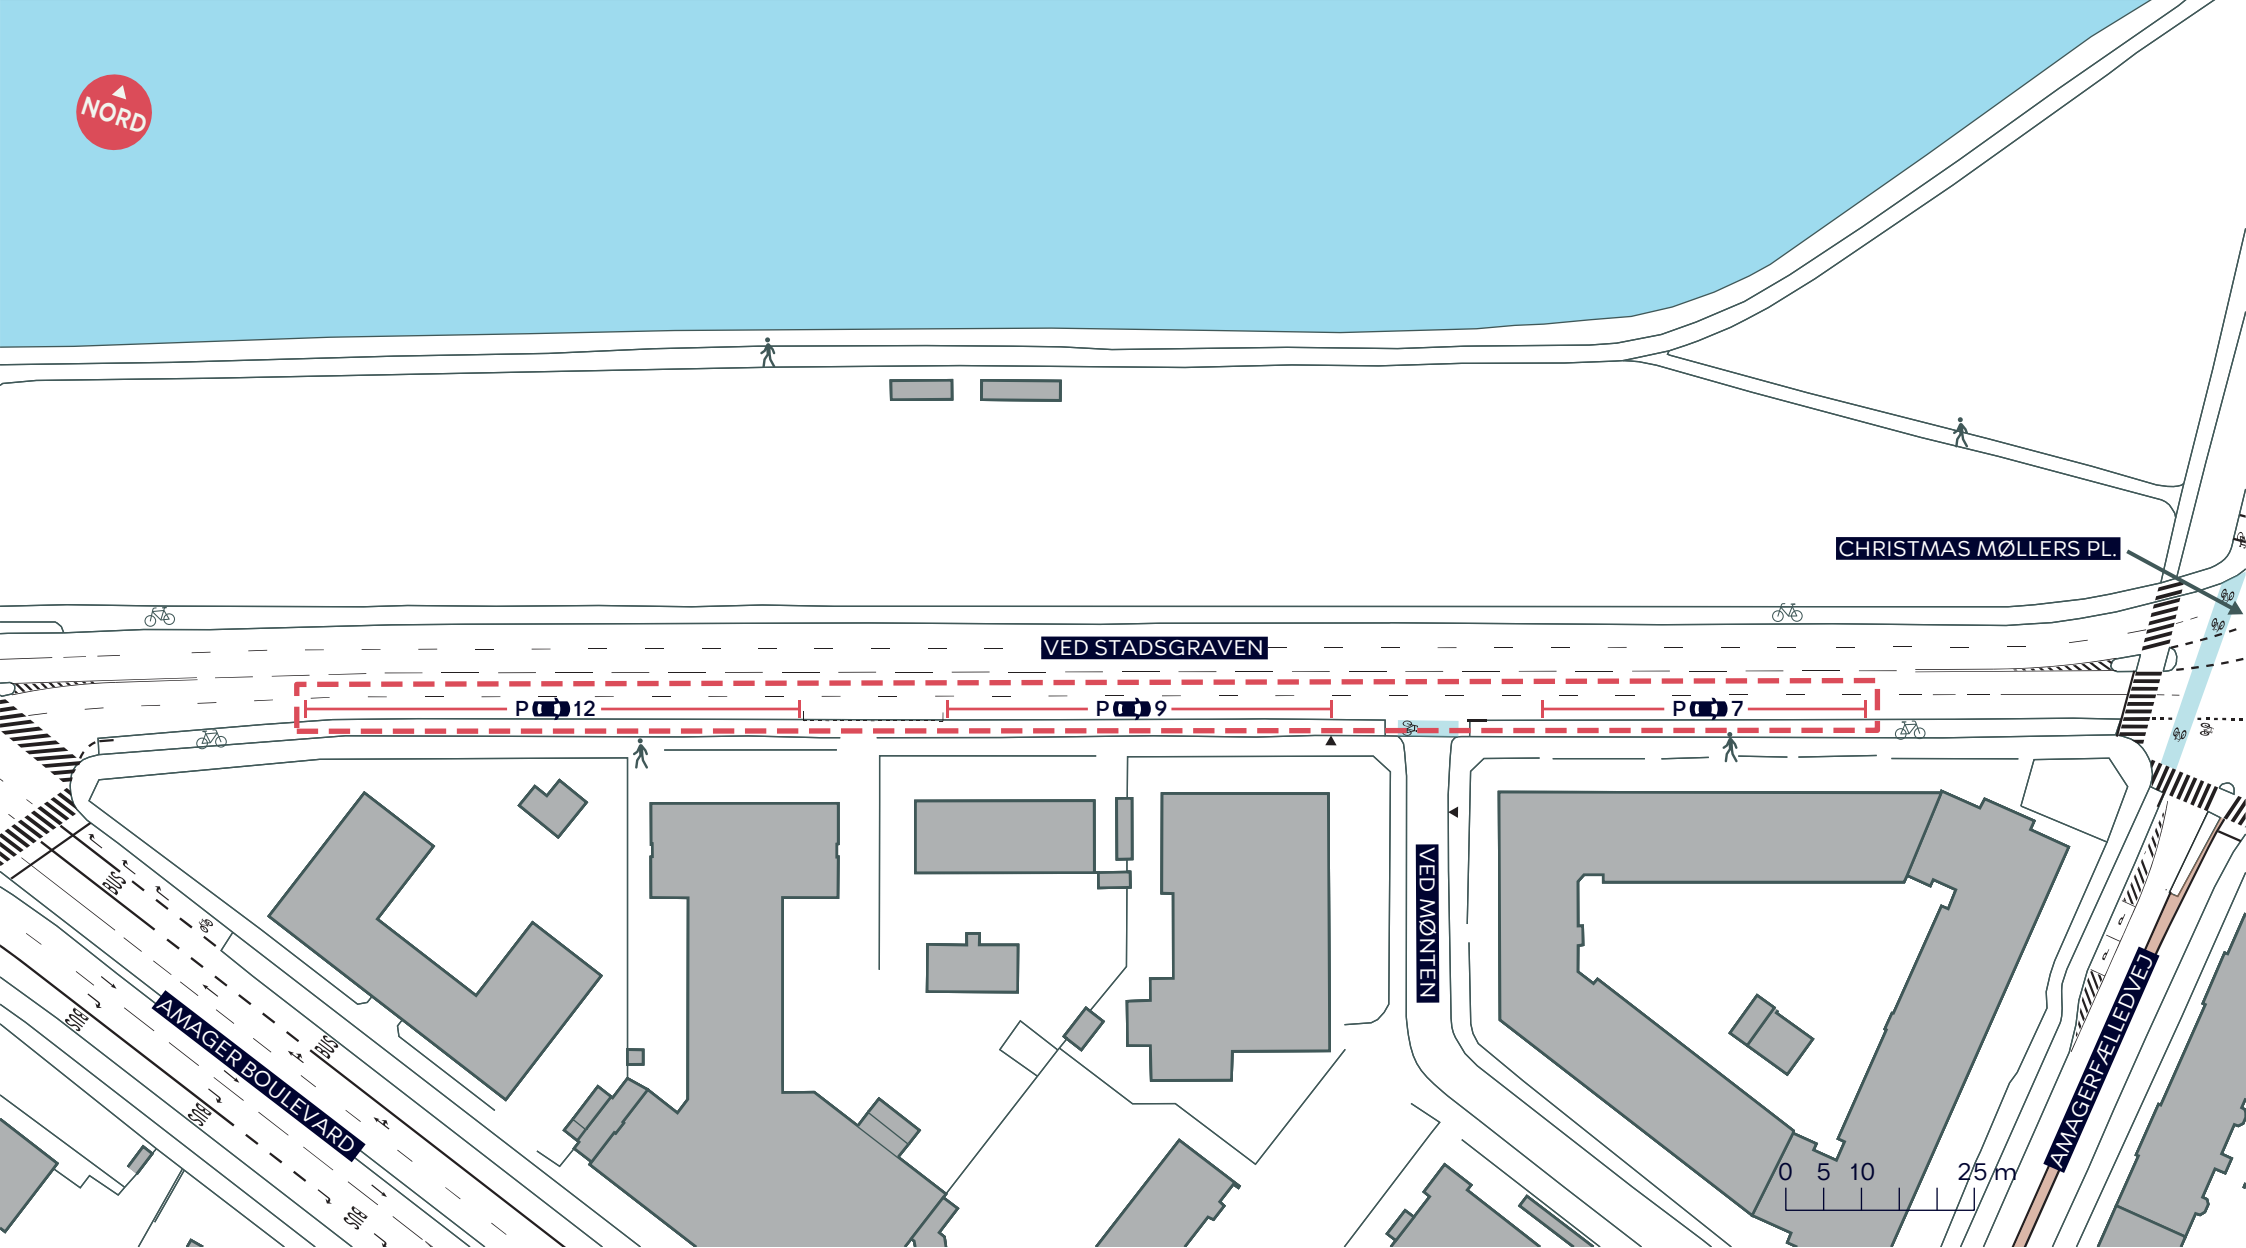 NORD
CHRISTMAS MØLLERS PL.
VED STADSGRAVEN
P 12
P 9
P 7
VED MØNTEN
AMAGER BOULEVARD
AMAGERFÆLLEDVEJ
BUS
BUS
BUS
BUS
BUS
0 5 10 25 m